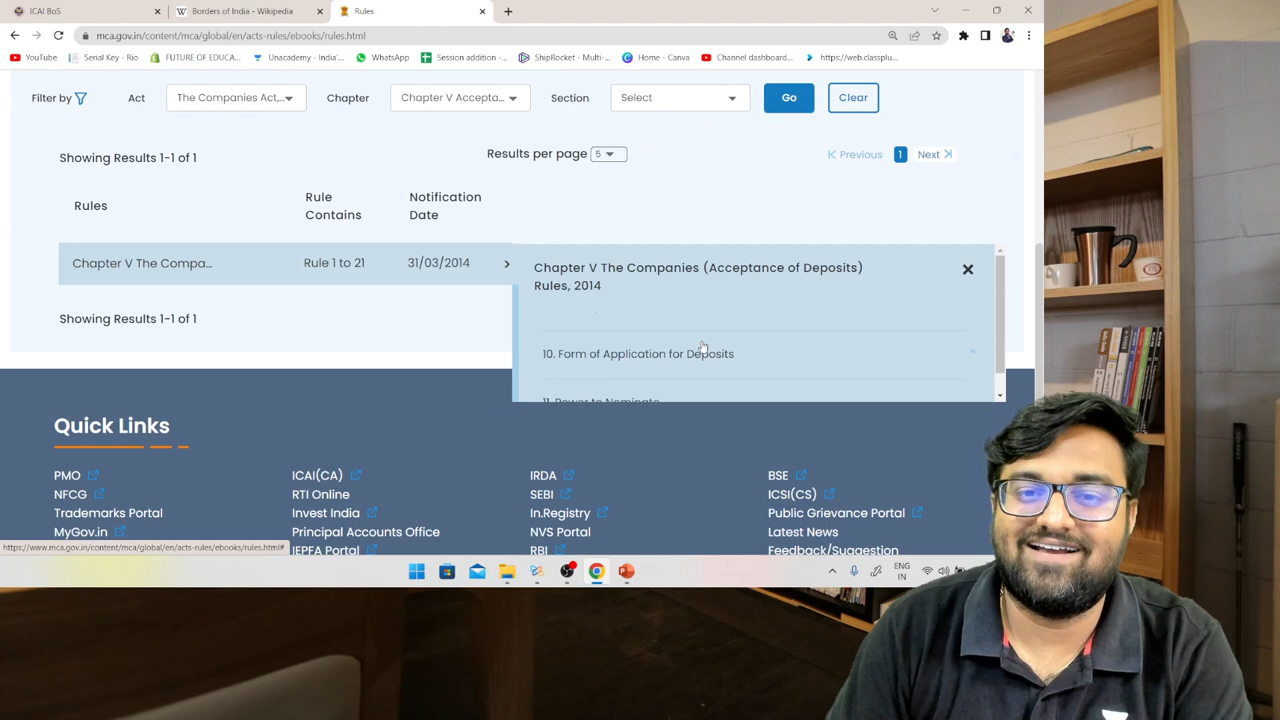 ICAI BoS
Borders of India - Wikipedia
Rules
mca.gov.in/content/mca/global/en/acts-rules/ebooks/rules.html
YouTube
Serial Key - Rio
FUTURE OF EDUCA...
Unacademy - India'...
WhatsApp
Session addition -...
ShipRocket - Multi-...
Home - Canva
Channel dashboard...
https://web.classplu...
Filter by
Act
The Companies Act,...
Chapter
Chapter V Accepta...
Section
Select
Go
Clear
Showing Results 1-1 of 1
Results per page
5
Previous
1
Next
Rules
Rule
Contains
Notification
Date
Chapter V The Compa...
Rule 1 to 21
31/03/2014
Chapter V The Companies (Acceptance of Deposits)
Rules, 2014
10. Form of Application for Deposits
11. Power to Nominate
Showing Results 1-1 of 1
Quick Links
PMO
ICAI(CA)
IRDA
BSE
NFCG
RTI Online
SEBI
ICSI(CS)
Trademarks Portal
Invest India
In.Registry
Public Grievance Portal
MyGov.in
Principal Accounts Office
NVS Portal
Latest News
https://www.mca.gov.in/content/mca/global/en/acts-rules/ebooks/rules.html#
IEPFA Portal
RBI
Feedback/Suggestion
ENG
IN